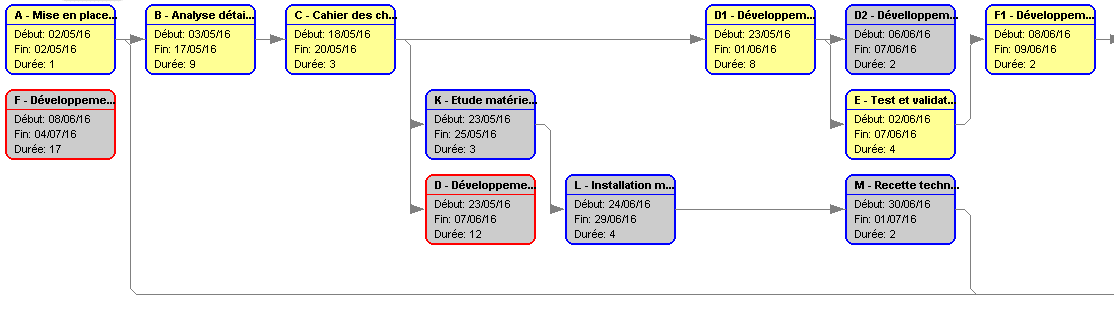 A - Mise en place...
Début: 02/05/16
Fin: 02/05/16
Durée: 1
B - Analyse détai...
Début: 03/05/16
Fin: 17/05/16
Durée: 9
C - Cahier des ch...
Début: 18/05/16
Fin: 20/05/16
Durée: 3
D1 - Développeme...
Début: 23/05/16
Fin: 01/06/16
Durée: 8
D2 - Dévelloppem...
Début: 06/06/16
Fin: 07/06/16
Durée: 2
F1 - Développem...
Début: 08/06/16
Fin: 09/06/16
Durée: 2
F - Développeme...
Début: 08/06/16
Fin: 04/07/16
Durée: 17
K - Etude matérie...
Début: 23/05/16
Fin: 25/05/16
Durée: 3
E - Test et validat...
Début: 02/06/16
Fin: 07/06/16
Durée: 4
D - Développeme...
Début: 23/05/16
Fin: 07/06/16
Durée: 12
L - Installation m...
Début: 24/06/16
Fin: 29/06/16
Durée: 4
M - Recette techn...
Début: 30/06/16
Fin: 01/07/16
Durée: 2